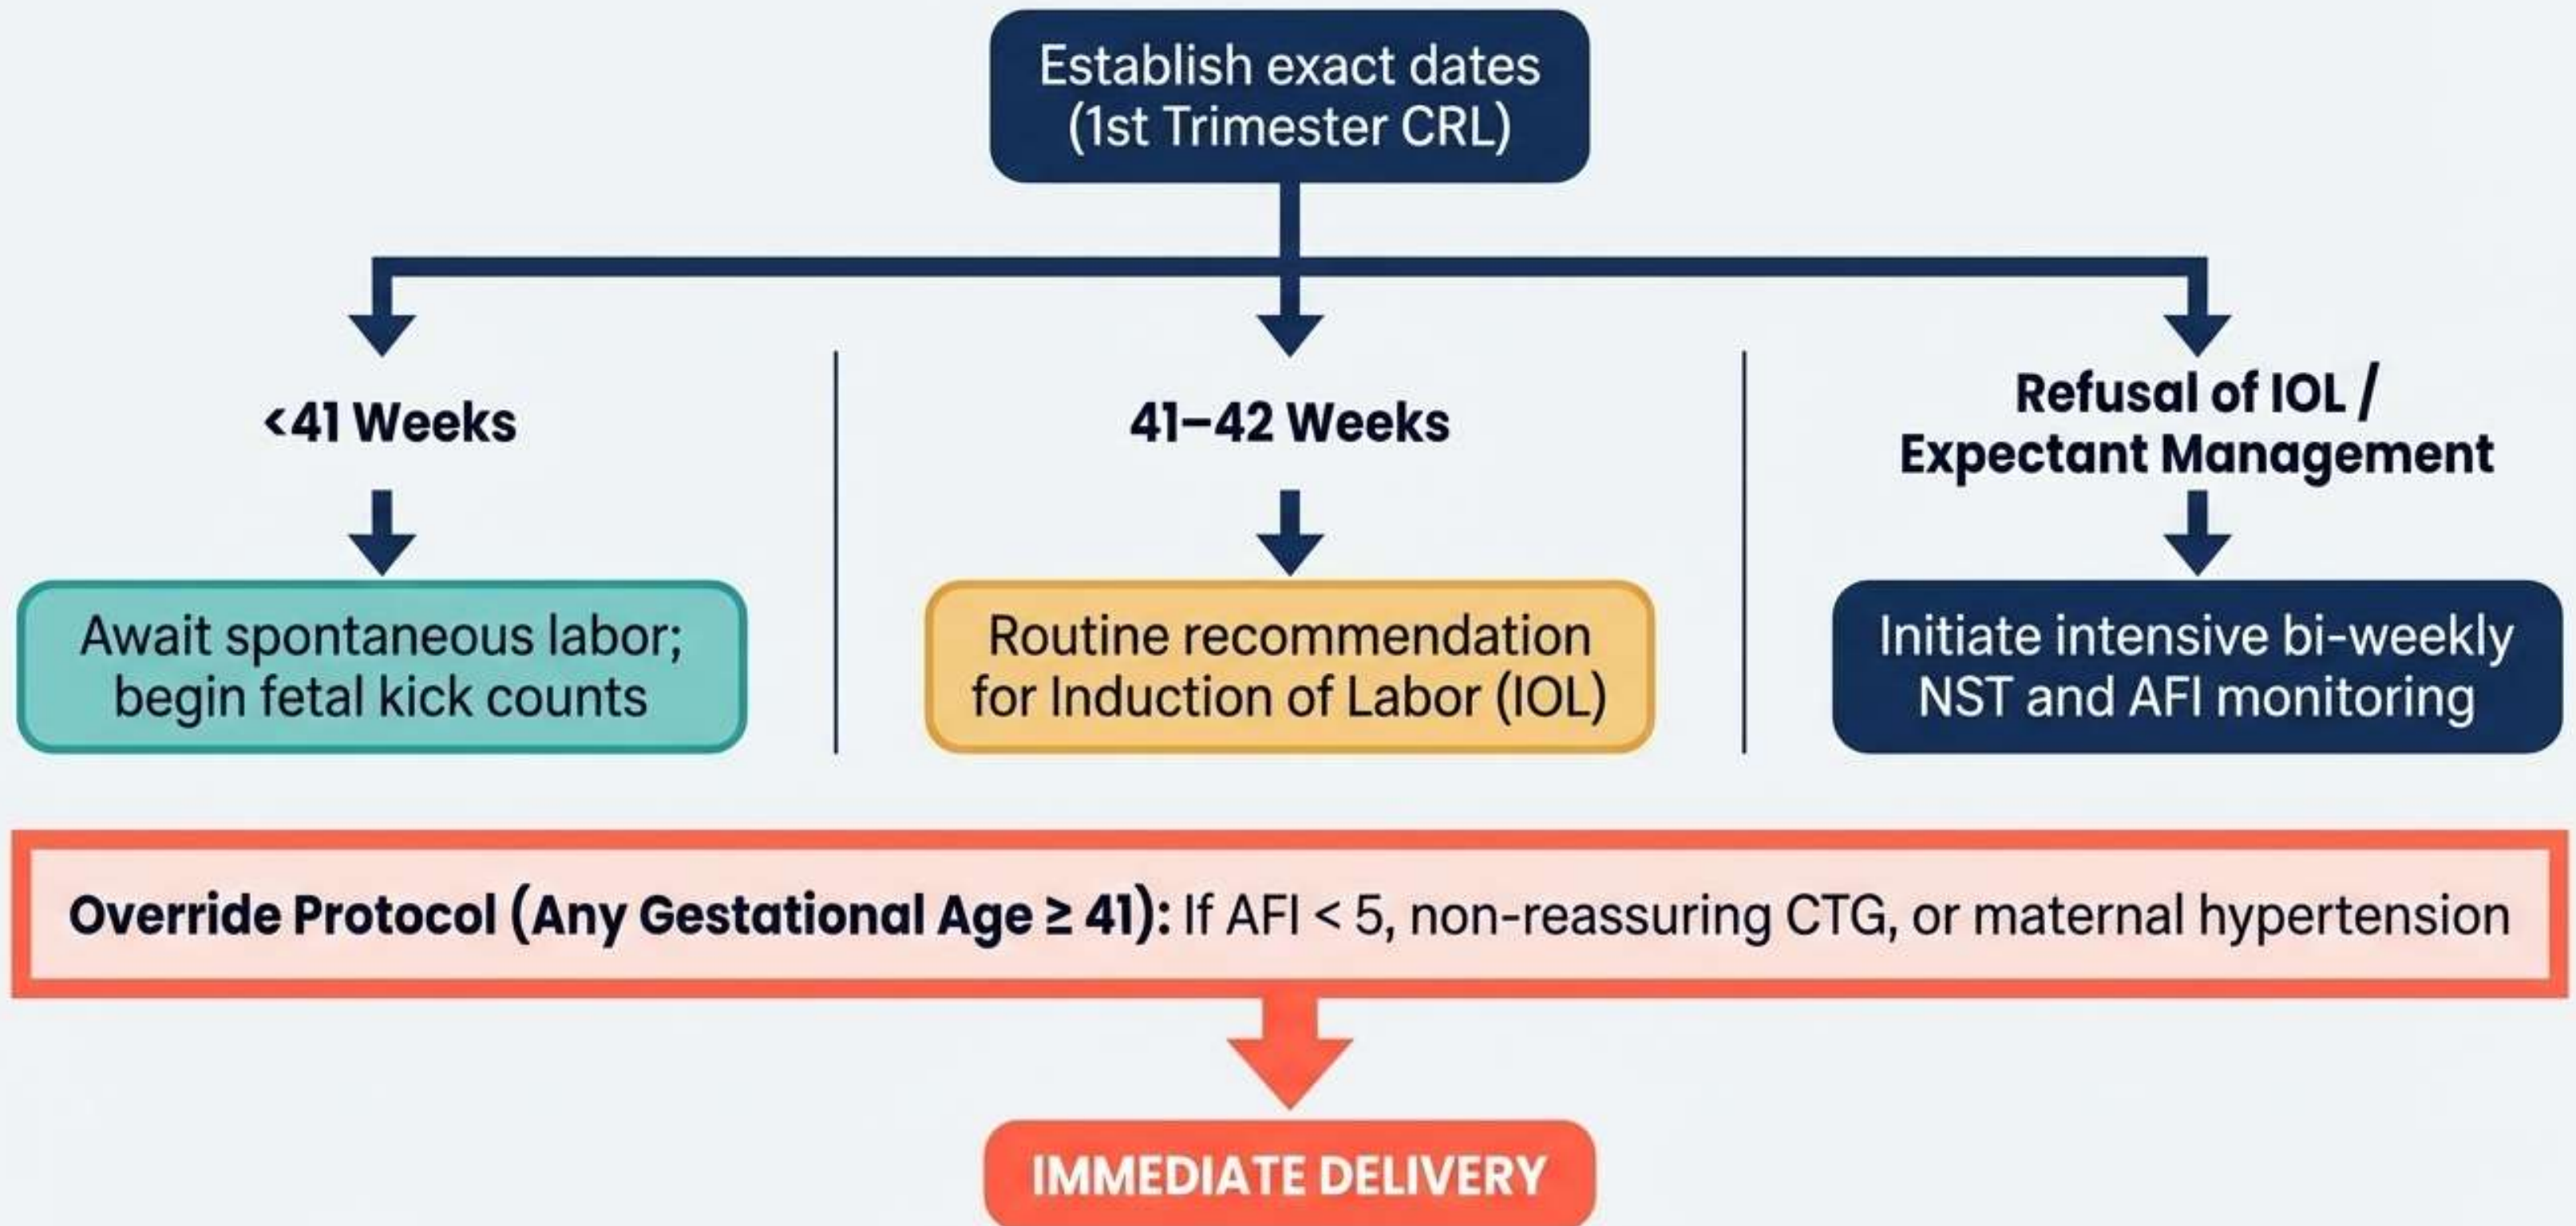 Establish exact dates
(1st Trimester CRL)
<41 Weeks
Await spontaneous labor;
begin fetal kick counts
41–42 Weeks
Routine recommendation
for Induction of Labor (IOL)
Refusal of IOL /
Expectant Management
Initiate intensive bi-weekly
NST and AFI monitoring
Override Protocol (Any Gestational Age ≥ 41): If AFI < 5, non-reassuring CTG, or maternal hypertension
IMMEDIATE DELIVERY